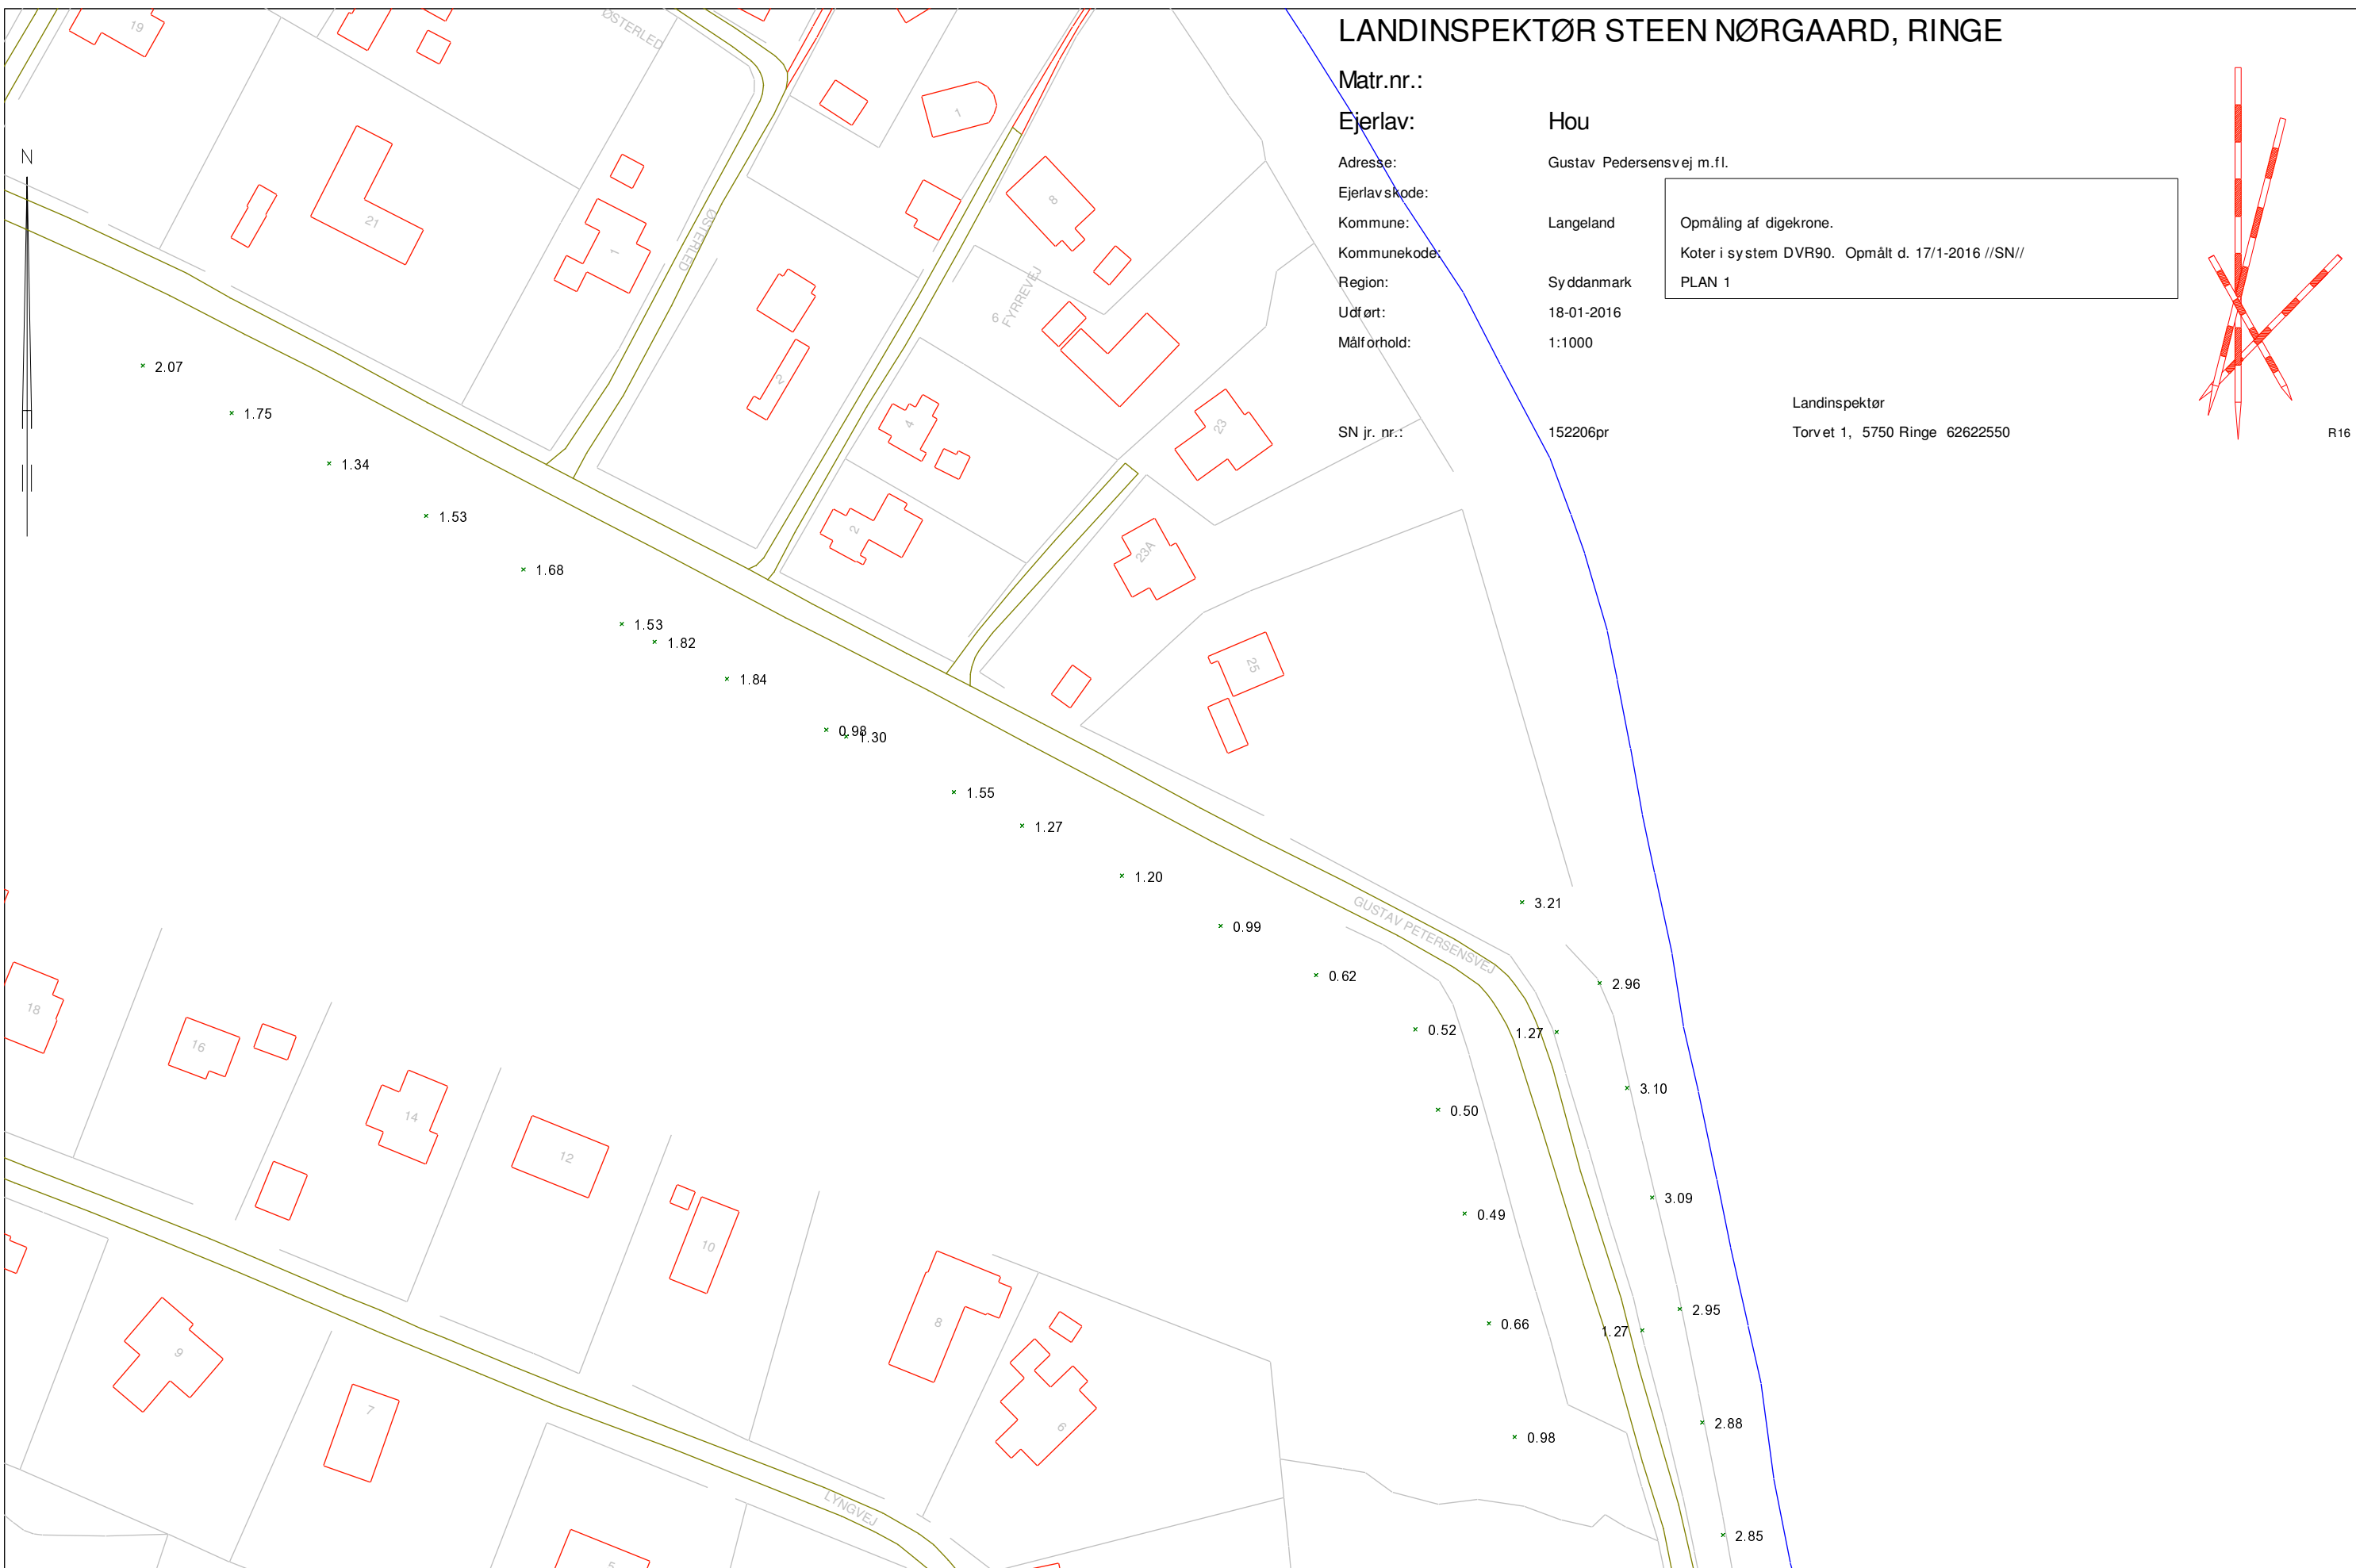 LANDINSPEKTØR STEEN NØRGAARD, RINGE
Matr.nr.:
Ejerlav: Hou
Adresse: Gustav Pedersensvej m.fl.
Ejerlavskode:
Kommune: Langeland
Kommunekode:
Region: Syddanmark
Udført: 18-01-2016
Målforhold: 1:1000
SN jr. nr.: 152206pr
Opmåling af digekrone.
Koter i system DVR90. Opmålt d. 17/1-2016 //SN//
PLAN 1
Landinspektør
Torvet 1, 5750 Ringe 62622550
R16
N
19
ØSTERLED
1
21
1
ØSTERLED
8
6
FYRREVEJ
2
4
23
2
23A
25
2.07
1.75
1.34
1.53
1.68
1.53
1.82
1.84
0.98
1.30
1.55
1.27
1.20
0.99
0.62
0.52
0.50
0.49
0.66
0.98
GUSTAV PETERSENSVEJ
3.21
2.96
1.27
3.10
3.09
2.95
1.27
2.88
2.85
18
16
14
12
10
8
6
9
7
5
LYNGVEJ